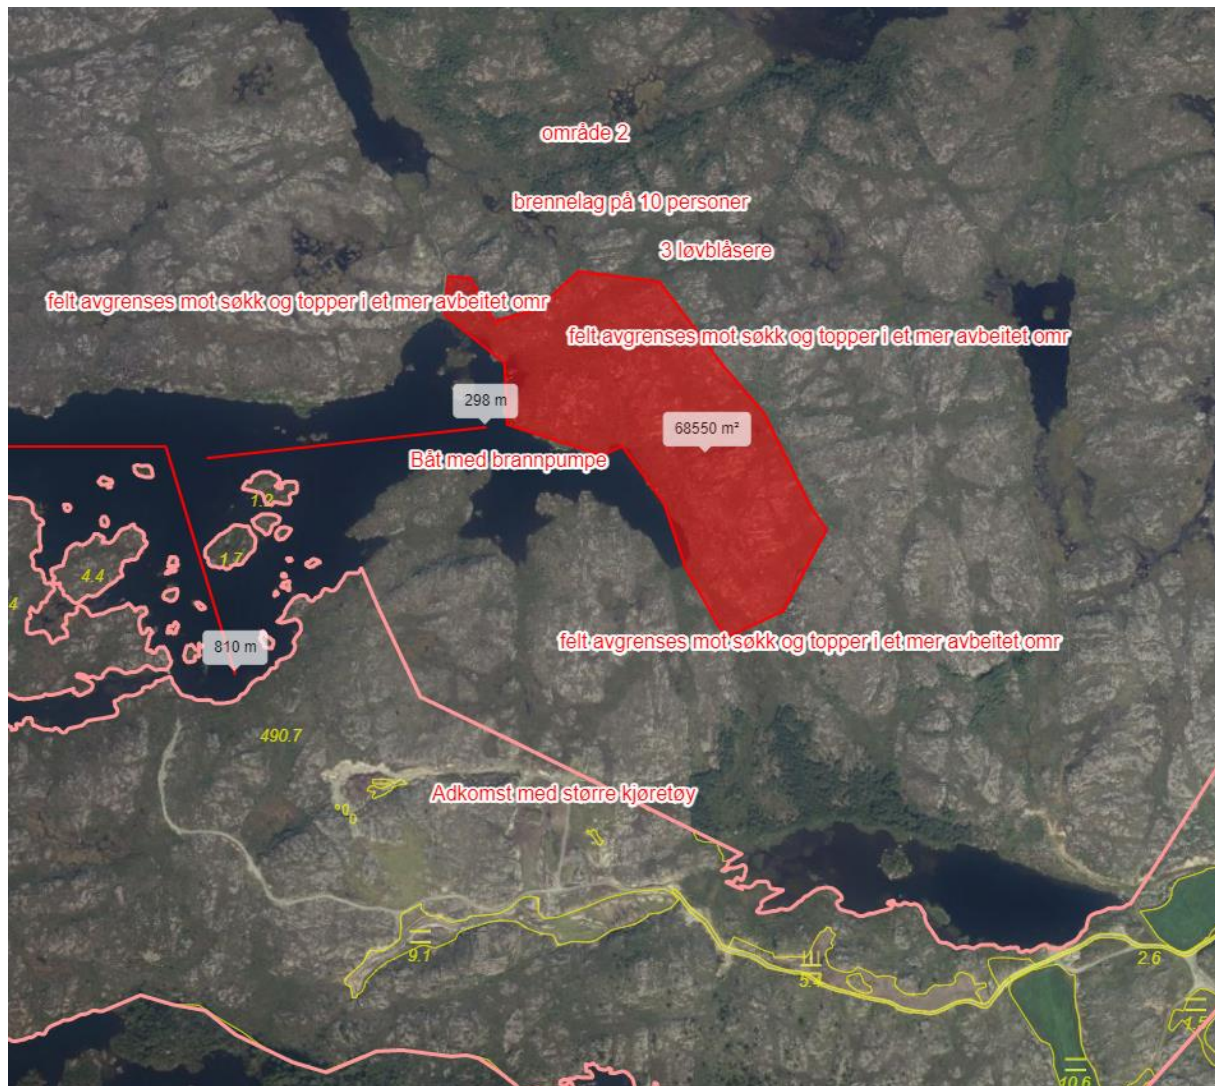 område 2
brennelag på 10 personer
3 løvblåsere
felt avgrenses mot søkk og topper i et mer avbeitet omr
felt avgrenses mot søkk og topper i et mer avbeitet omr
298 m
68550 m²
Båt med brannpumpe
1.2
1.7
4.4
4
felt avgrenses mot søkk og topper i et mer avbeitet omr
810 m
490.7
Adkomst med større kjøretøy
9.1
2.6
1.5
10.6